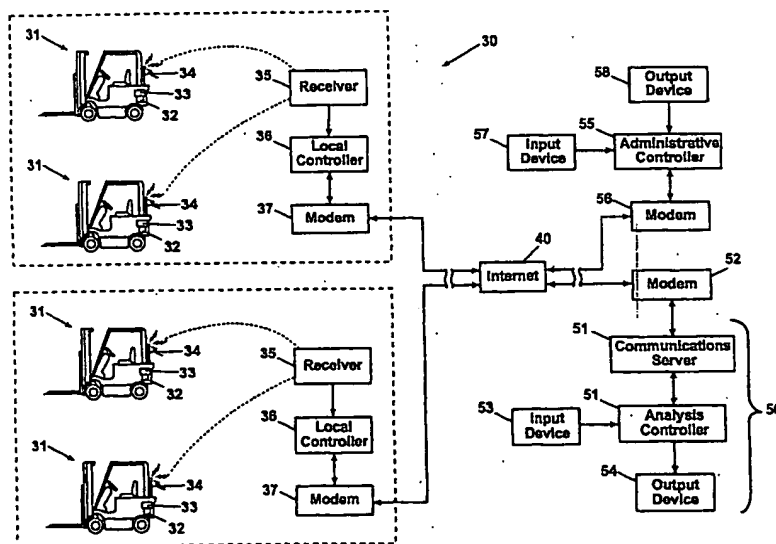 31
34
33
32
35
Receiver
36
Local
Controller
37
Modem
31
34
33
32
30
58
Output
Device
55
57
Input
Device
Administrative
Controller
56
Modem
40
Internet
52
Modem
51
Communications
Server
53
Input
Device
51
Analysis
Controller
50
54
Output
Device
31
34
33
32
35
Receiver
36
Local
Controller
37
Modem
31
34
33
32